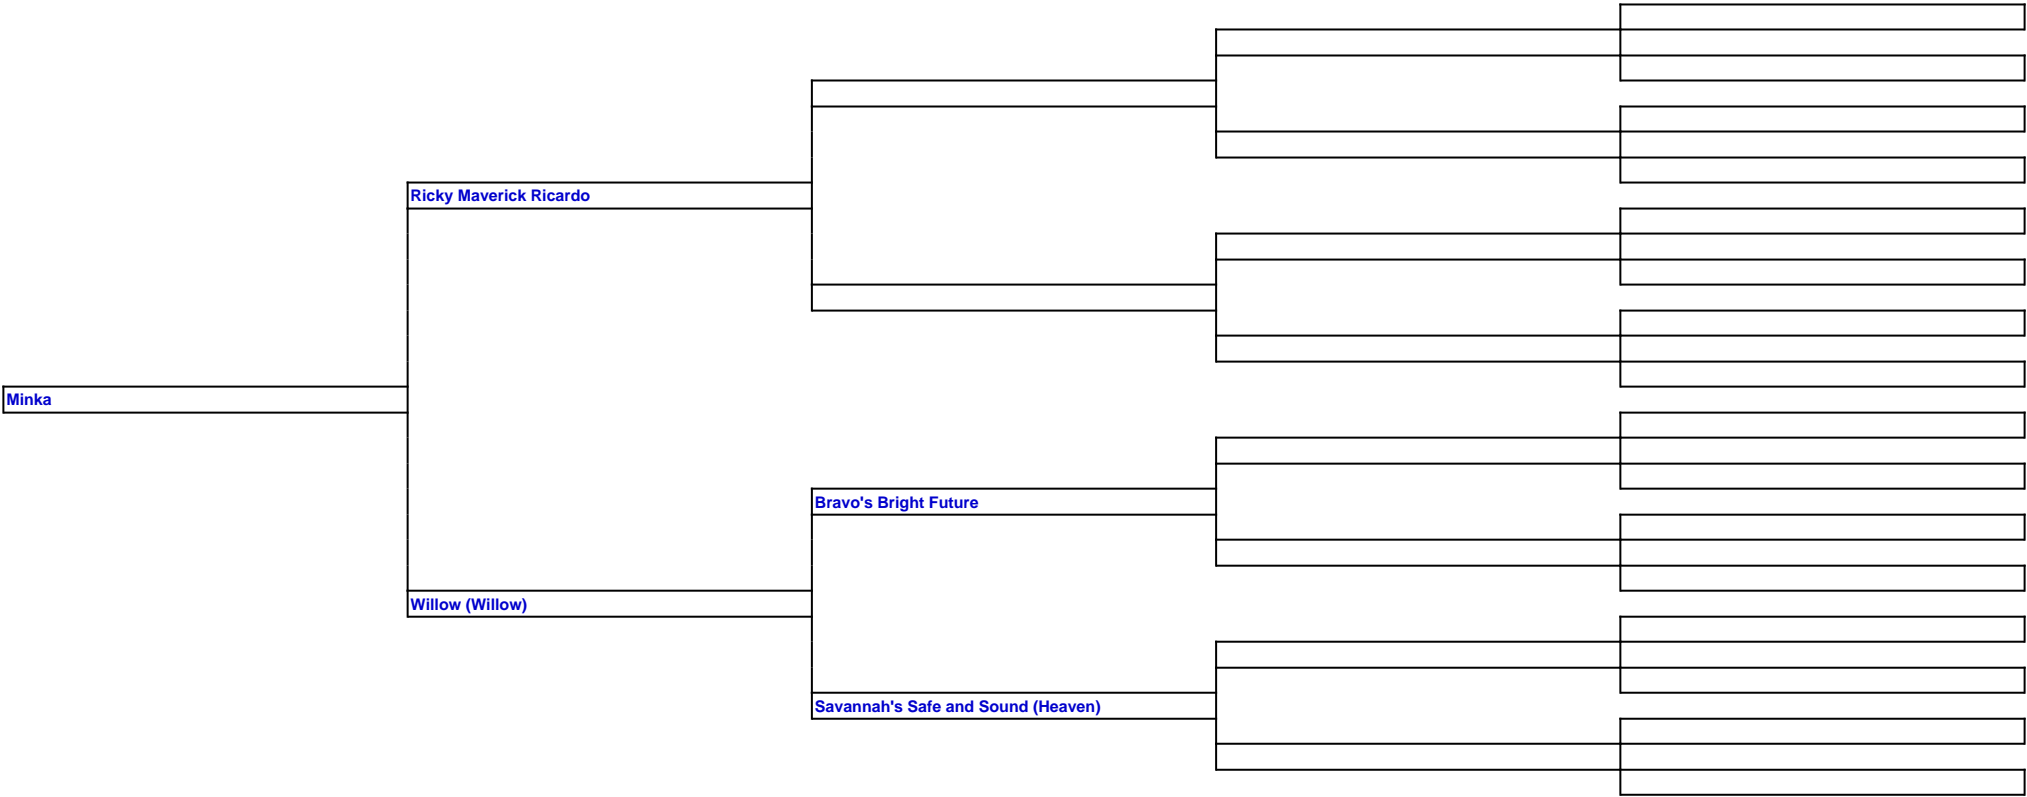 Ricky Maverick Ricardo
Minka
Bravo's Bright Future
Willow (Willow)
Savannah's Safe and Sound (Heaven)